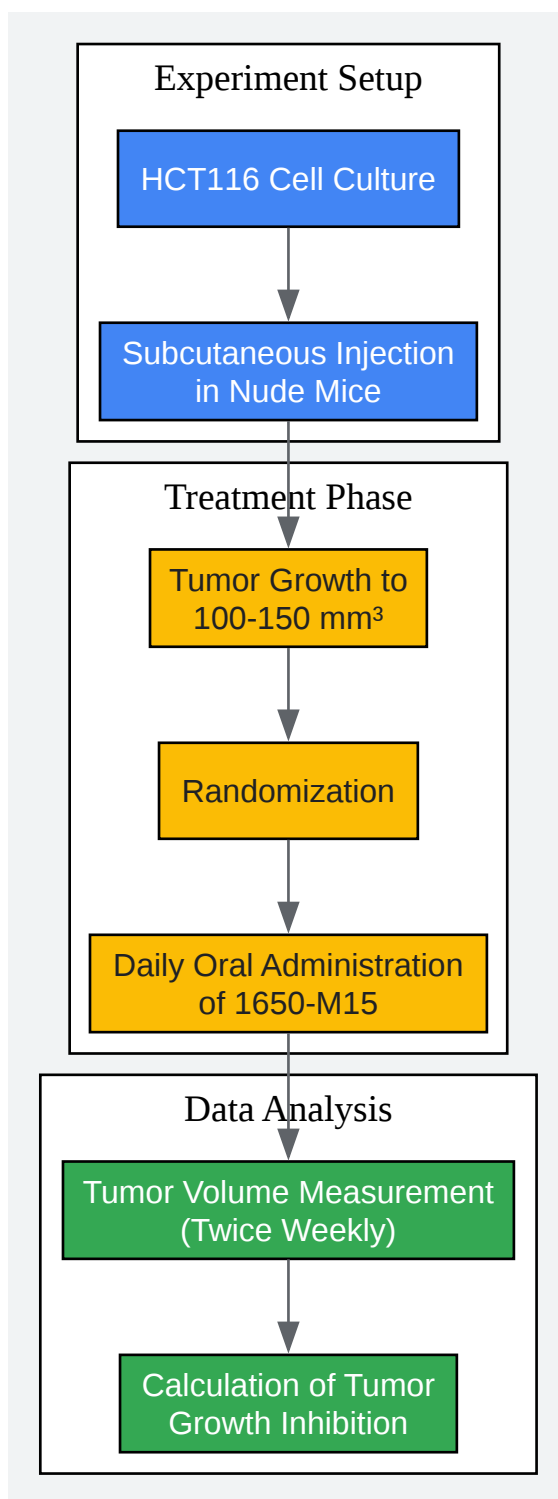 Experiment Setup
HCT116 Cell Culture
Subcutaneous Injection
in Nude Mice
Treatment Phase
Tumor Growth to
100-150 mm³
Randomization
Daily Oral Administration
of 1650-M15
Data Analysis
Tumor Volume Measurement
(Twice Weekly)
Calculation of Tumor
Growth Inhibition